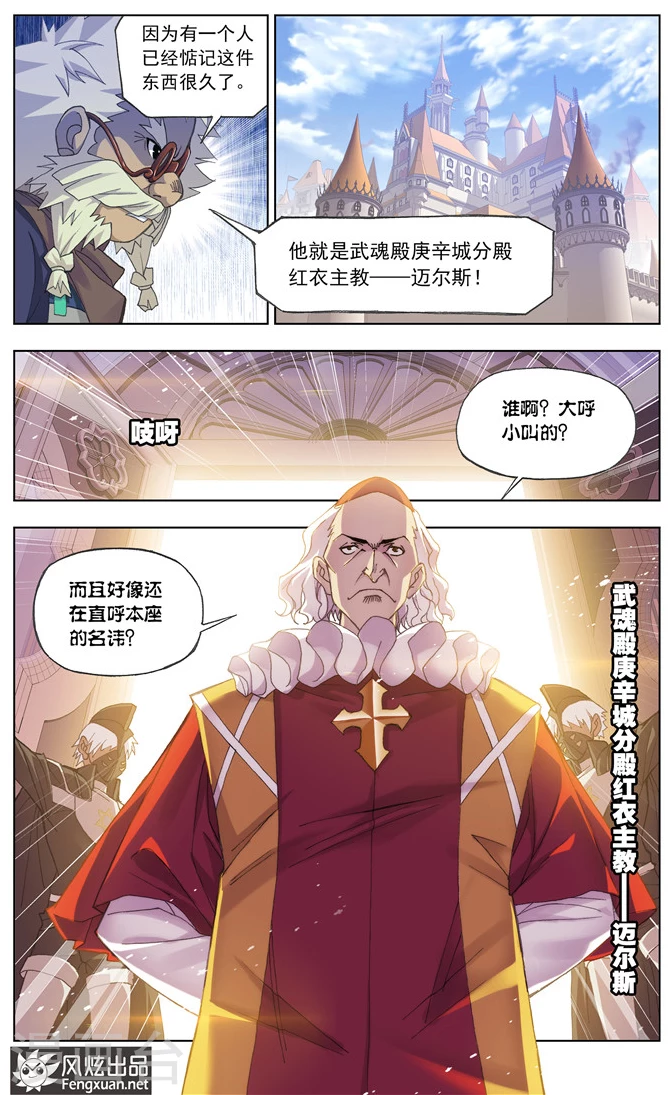 因为有一个人
已经惦记这件
东西很久了。
他就是武魂殿庚辛城分殿
红衣主教——迈尔斯！
吱呀
谁啊？大呼
小叫的？
而且好像还
在直呼本座
的名讳？
武魂殿庚辛城分殿红衣主教——迈尔斯
风炫出品
Fengxuan.net